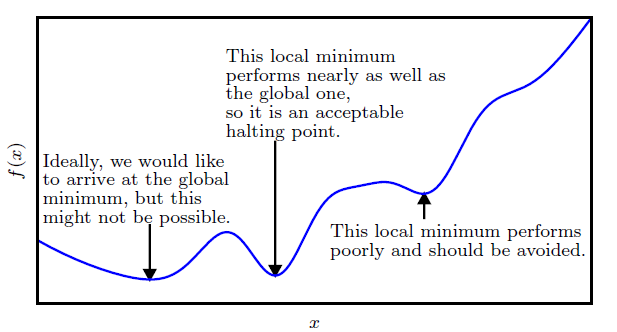 This local minimum
performs nearly as well as
the global one,
so it is an acceptable
halting point.
Ideally, we would like
to arrive at the global
minimum, but this
might not be possible.
This local minimum performs
poorly and should be avoided.
f(x)
x